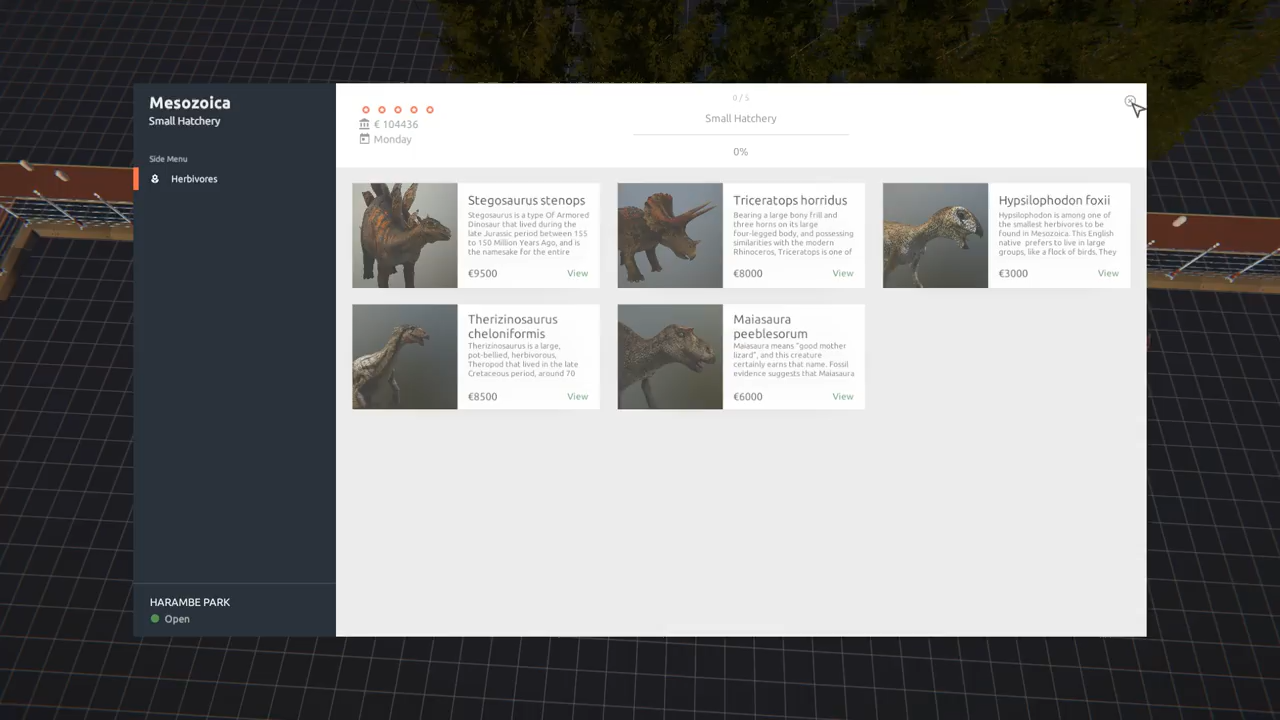 Mesozoica
Small Hatchery
Side Menu
Herbivores
HARAMBE PARK
Open
€ 104436
Monday
0 / 5
Small Hatchery
0%
Stegosaurus stenops
Stegosaurus is a type Of Armored
Dinosaur that lived during the
late Jurassic period between 155
to 150 Million Years Ago, and is
the namesake for the entire
€9500
View
Triceratops horridus
Bearing a large bony frill and
three horns on its large
four-legged body, and possessing
similarities with the modern
Rhinoceros, Triceratops is one of
€8000
View
Hypsilophodon foxii
Hypsilophodon is among one of
the smallest herbivores to be
found in Mesozoica. This English
native prefers to live in large
groups, like a flock of birds. They
€3000
View
Therizinosaurus
cheloniformis
Therizinosaurus is a large,
pot-bellied, herbivorous,
Theropod that lived in the late
Cretaceous period, around 70
€8500
View
Maiasaura
peeblesorum
Maiasaura means "good mother
lizard", and this creature
certainly earns that name. Fossil
evidence suggests that Maiasaura
€6000
View